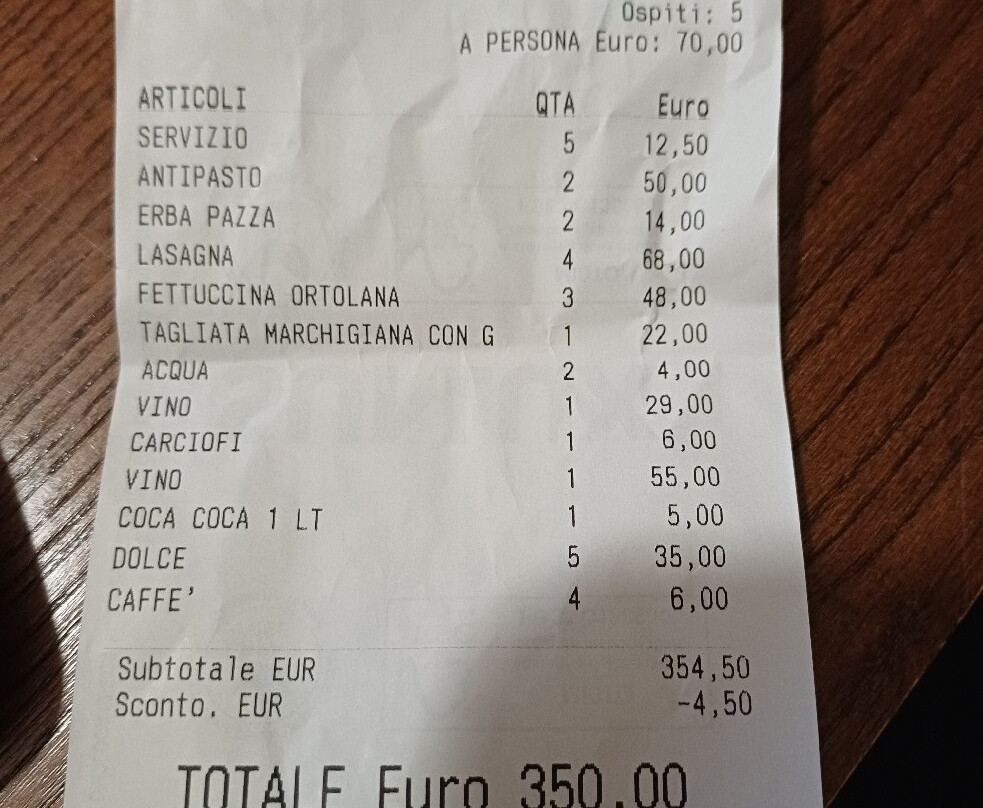 Ospiti: 5
A PERSONA Euro: 70,00
ARTICOLI QTA Euro
SERVIZIO 5 12,50
ANTIPASTO 2 50,00
ERBA PAZZA 2 14,00
LASAGNA 4 68,00
FETTUCCINA ORTOLANA 3 48,00
TAGLIATA MARCHIGIANA CON G 1 22,00
ACQUA 2 4,00
VINO 1 29,00
CARCIOFI 1 6,00
VINO 1 55,00
COCA COCA 1 LT 1 5,00
DOLCE 5 35,00
CAFFE' 4 6,00
Subtotale EUR 354,50
Sconto. EUR -4,50
TOTALE Euro 350,00